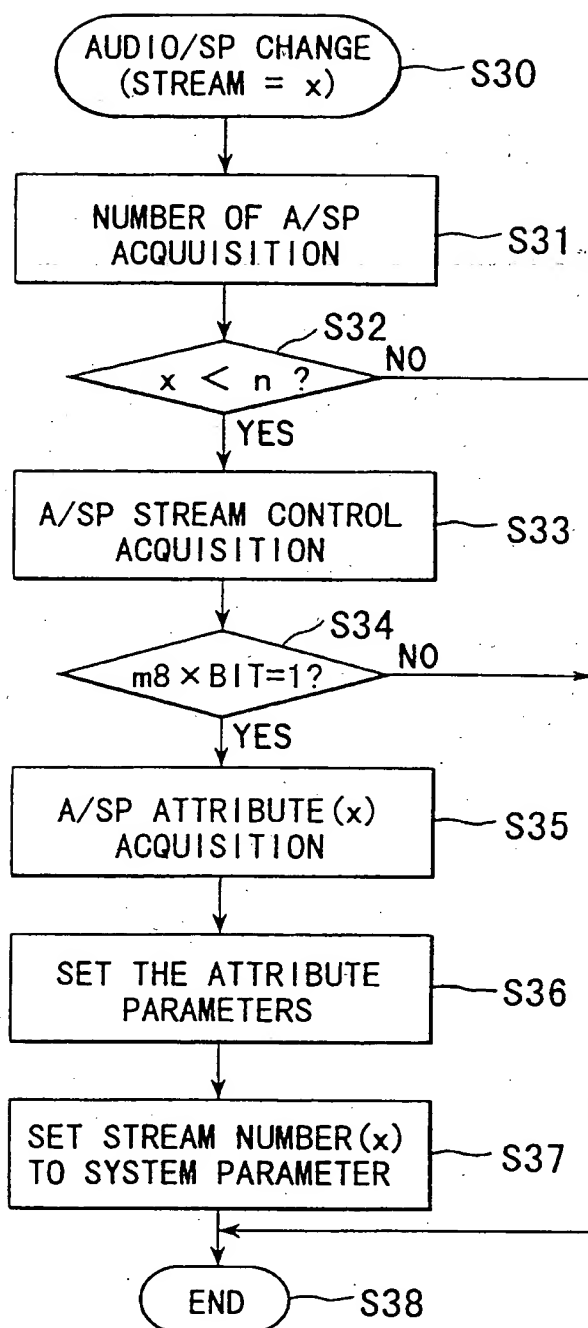 AUDIO/SP CHANGE
(STREAM = x)
S30
NUMBER OF A/SP
ACQUUISITION
S31
S32
x < n ?
NO
YES
A/SP STREAM CONTROL
ACQUISITION
S33
S34
m8 × BIT=1?
NO
YES
A/SP ATTRIBUTE(x)
ACQUISITION
S35
SET THE ATTRIBUTE
PARAMETERS
S36
SET STREAM NUMBER(x)
TO SYSTEM PARAMETER
S37
END
S38